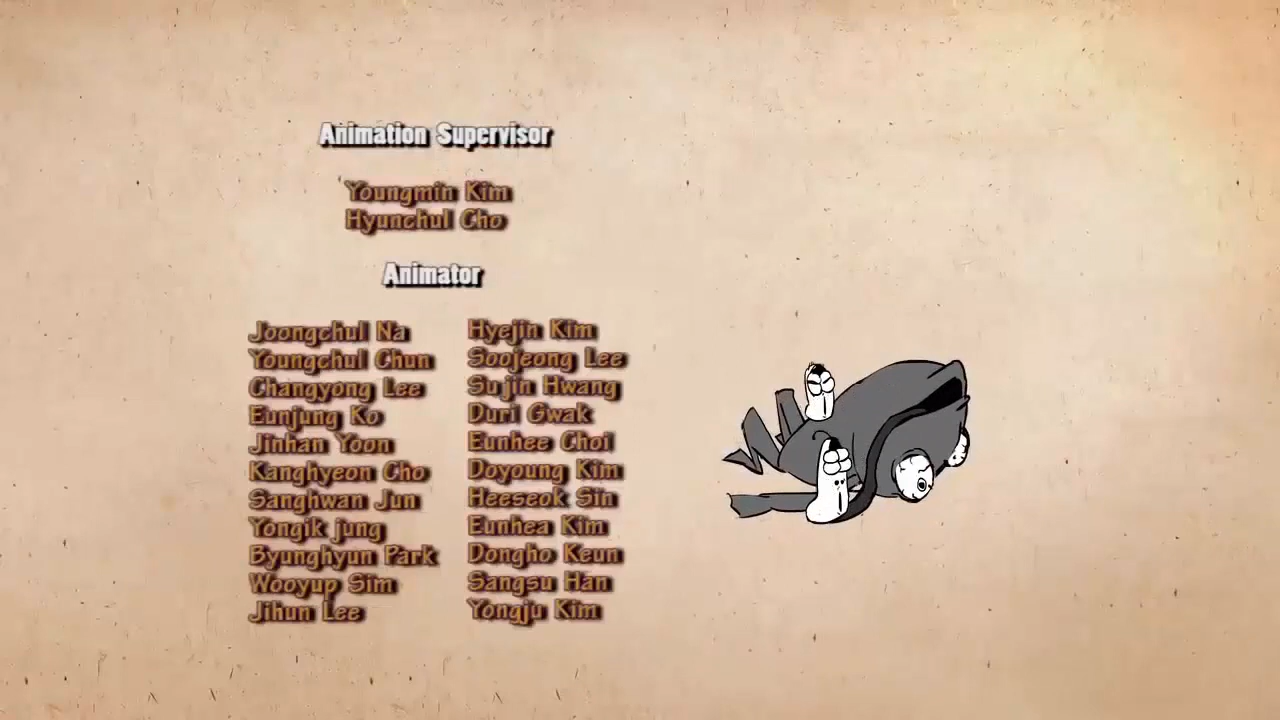 Animation Supervisor
Youngmin Kim
Hyunchul Cho
Animator
Joongchul Na
Youngchul Chun
Changyong Lee
Eunjung Ko
Jinhan Yoon
Kanghyeon Cho
Sanghwan Jun
Yongik jung
Byunghyun Park
Wooyup Sim
Jihun Lee
Hyejin Kim
Soojeong Lee
Sujin Hwang
Duri Gwak
Eunhee Choi
Doyoung Kim
Heeseok Sin
Eunhea Kim
Dongho Keun
Sangsu Han
Yongju Kim